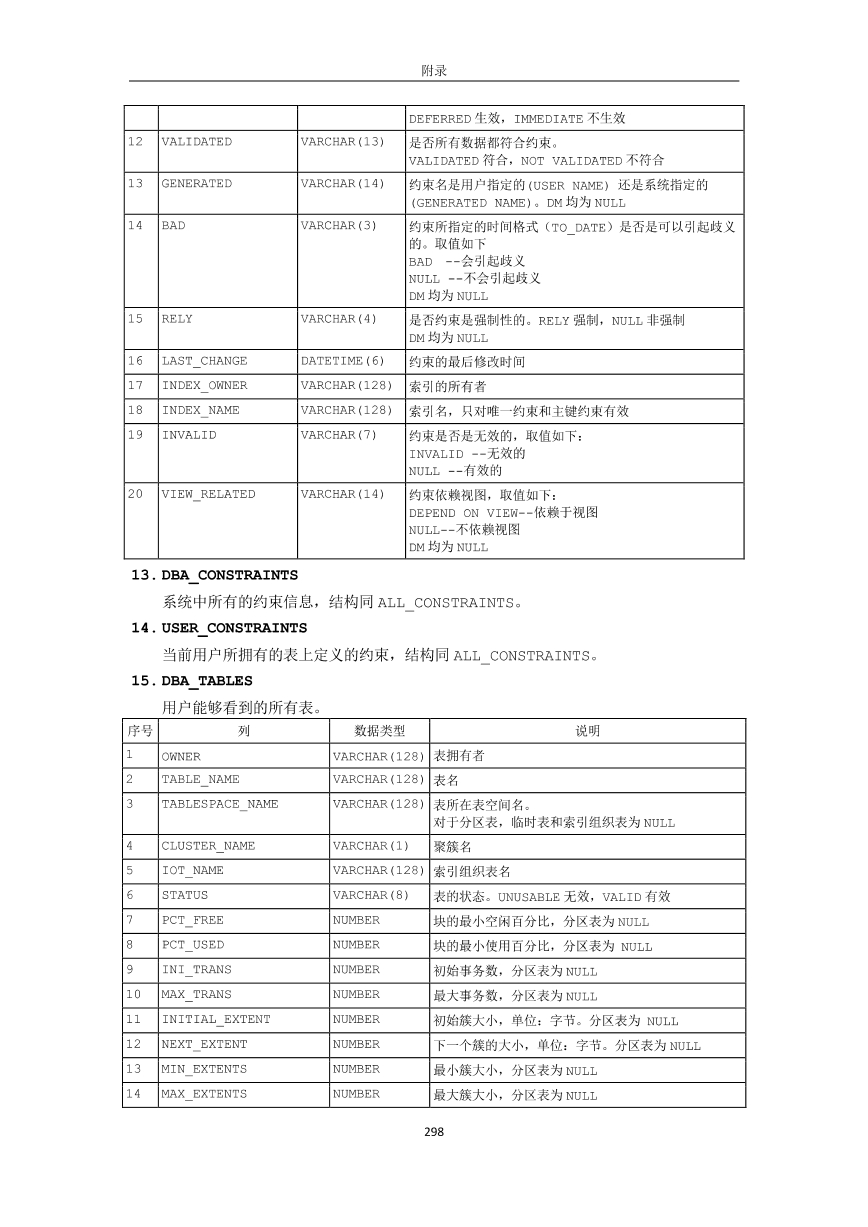 附录
DEFERRED 生效，IMMEDIATE 不生效
12 VALIDATED VARCHAR(13) 是否所有数据都符合约束。
VALIDATED 符合，NOT VALIDATED 不符合
13 GENERATED VARCHAR(14) 约束名是用户指定的(USER NAME) 还是系统指定的
(GENERATED NAME)。DM 均为 NULL
14 BAD VARCHAR(3) 约束所指定的时间格式（TO_DATE）是否是可以引起歧义
的。取值如下
BAD --会引起歧义
NULL --不会引起歧义
DM 均为 NULL
15 RELY VARCHAR(4) 是否约束是强制性的。RELY 强制，NULL 非强制
DM 均为 NULL
16 LAST_CHANGE DATETIME(6) 约束的最后修改时间
17 INDEX_OWNER VARCHAR(128) 索引的所有者
18 INDEX_NAME VARCHAR(128) 索引名，只对唯一约束和主键约束有效
19 INVALID VARCHAR(7) 约束是否是无效的，取值如下：
INVALID --无效的
NULL --有效的
20 VIEW_RELATED VARCHAR(14) 约束依赖视图，取值如下：
DEPEND ON VIEW--依赖于视图
NULL--不依赖视图
DM 均为 NULL
13. DBA_CONSTRAINTS
系统中所有的约束信息，结构同 ALL_CONSTRAINTS。
14. USER_CONSTRAINTS
当前用户所拥有的表上定义的约束，结构同 ALL_CONSTRAINTS。
15. DBA_TABLES
用户能够看到的所有表。
序号 列 数据类型 说明
1 OWNER VARCHAR(128) 表拥有者
2 TABLE_NAME VARCHAR(128) 表名
3 TABLESPACE_NAME VARCHAR(128) 表所在表空间名。
对于分区表，临时表和索引组织表为 NULL
4 CLUSTER_NAME VARCHAR(1) 聚簇名
5 IOT_NAME VARCHAR(128) 索引组织表名
6 STATUS VARCHAR(8) 表的状态。UNUSABLE 无效，VALID 有效
7 PCT_FREE NUMBER 块的最小空闲百分比，分区表为 NULL
8 PCT_USED NUMBER 块的最小使用百分比，分区表为 NULL
9 INI_TRANS NUMBER 初始事务数，分区表为 NULL
10 MAX_TRANS NUMBER 最大事务数，分区表为 NULL
11 INITIAL_EXTENT NUMBER 初始簇大小，单位：字节。分区表为 NULL
12 NEXT_EXTENT NUMBER 下一个簇的大小，单位：字节。分区表为 NULL
13 MIN_EXTENTS NUMBER 最小簇大小，分区表为 NULL
14 MAX_EXTENTS NUMBER 最大簇大小，分区表为 NULL
298